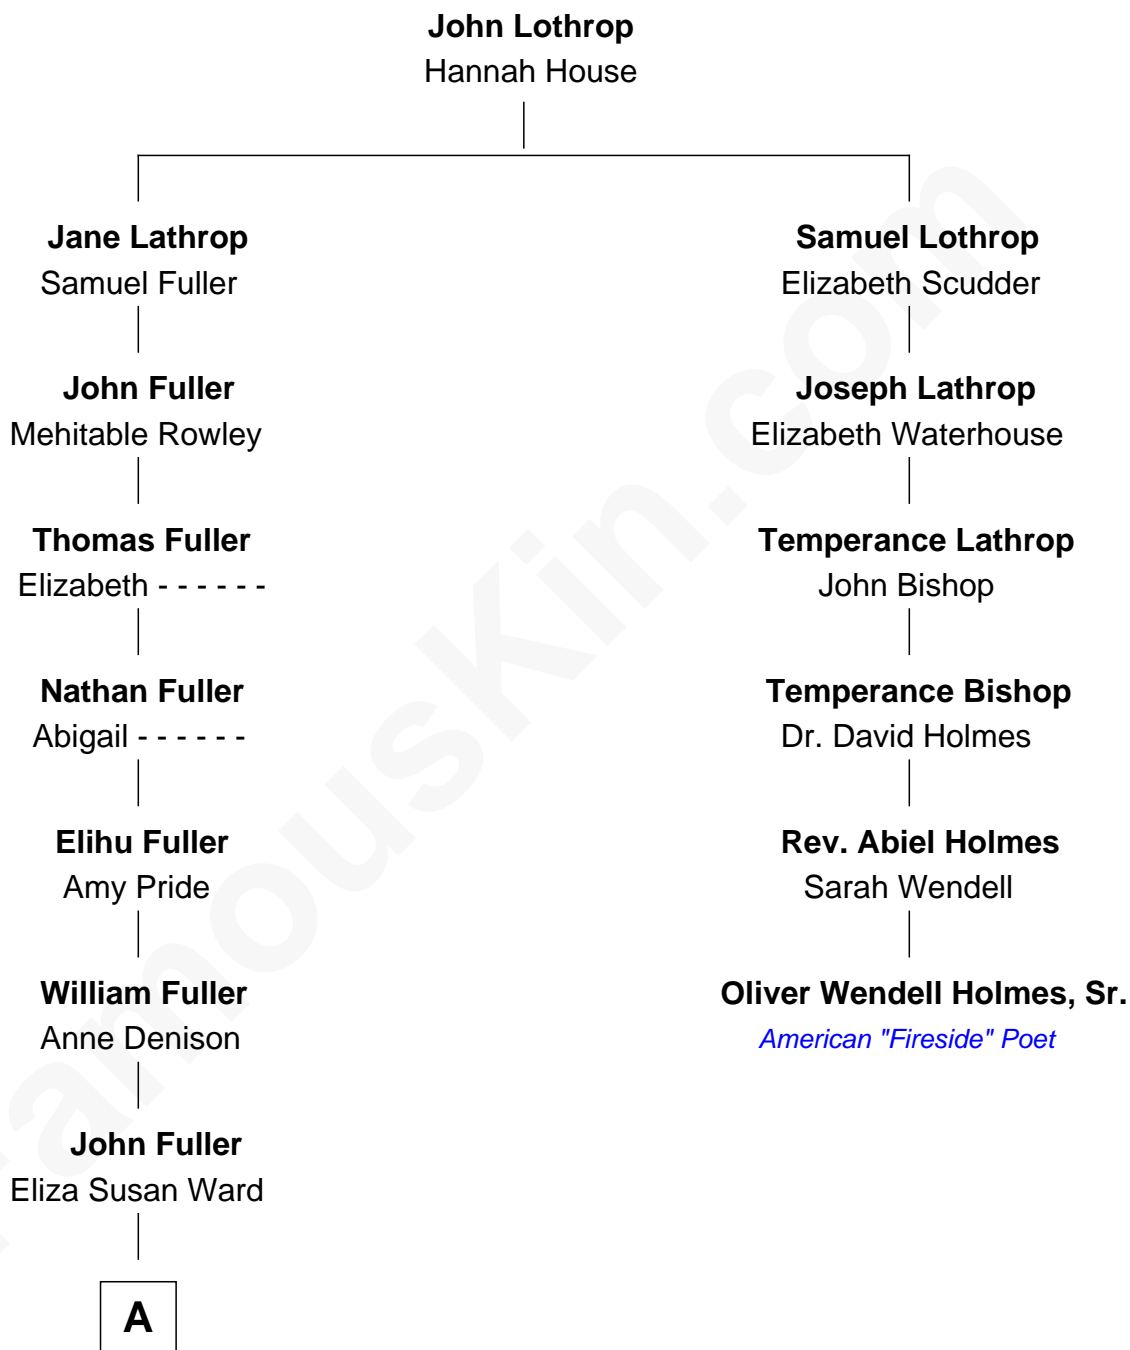 John Lothrop
Hannah House
Jane Lathrop
Samuel Fuller
Samuel Lothrop
Elizabeth Scudder
John Fuller
Mehitable Rowley
Joseph Lathrop
Elizabeth Waterhouse
Thomas Fuller
Elizabeth - - - - - -
Temperance Lathrop
John Bishop
Nathan Fuller
Abigail - - - - - -
Temperance Bishop
Dr. David Holmes
Elihu Fuller
Amy Pride
Rev. Abiel Holmes
Sarah Wendell
William Fuller
Anne Denison
Oliver Wendell Holmes, Sr.
American "Fireside" Poet
John Fuller
Eliza Susan Ward
A
FamousKin.com